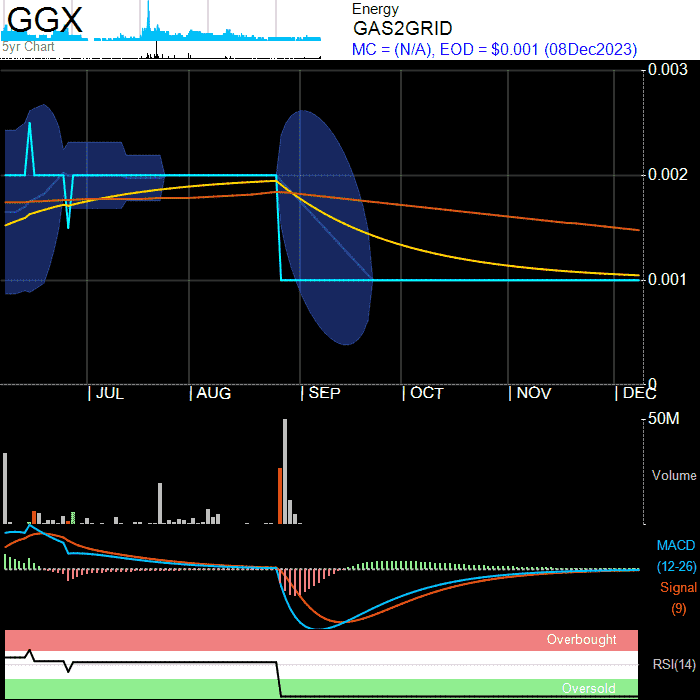 GGX
5yr Chart
Energy
GAS2GRID
MC = (N/A), EOD = $0.001 (08Dec2023)
0.003
0.002
0.001
0
| JUL | AUG | SEP | OCT | NOV | DEC
50M
Volume
MACD
(12-26)
Signal
(9)
Overbought
RSI(14)
Oversold